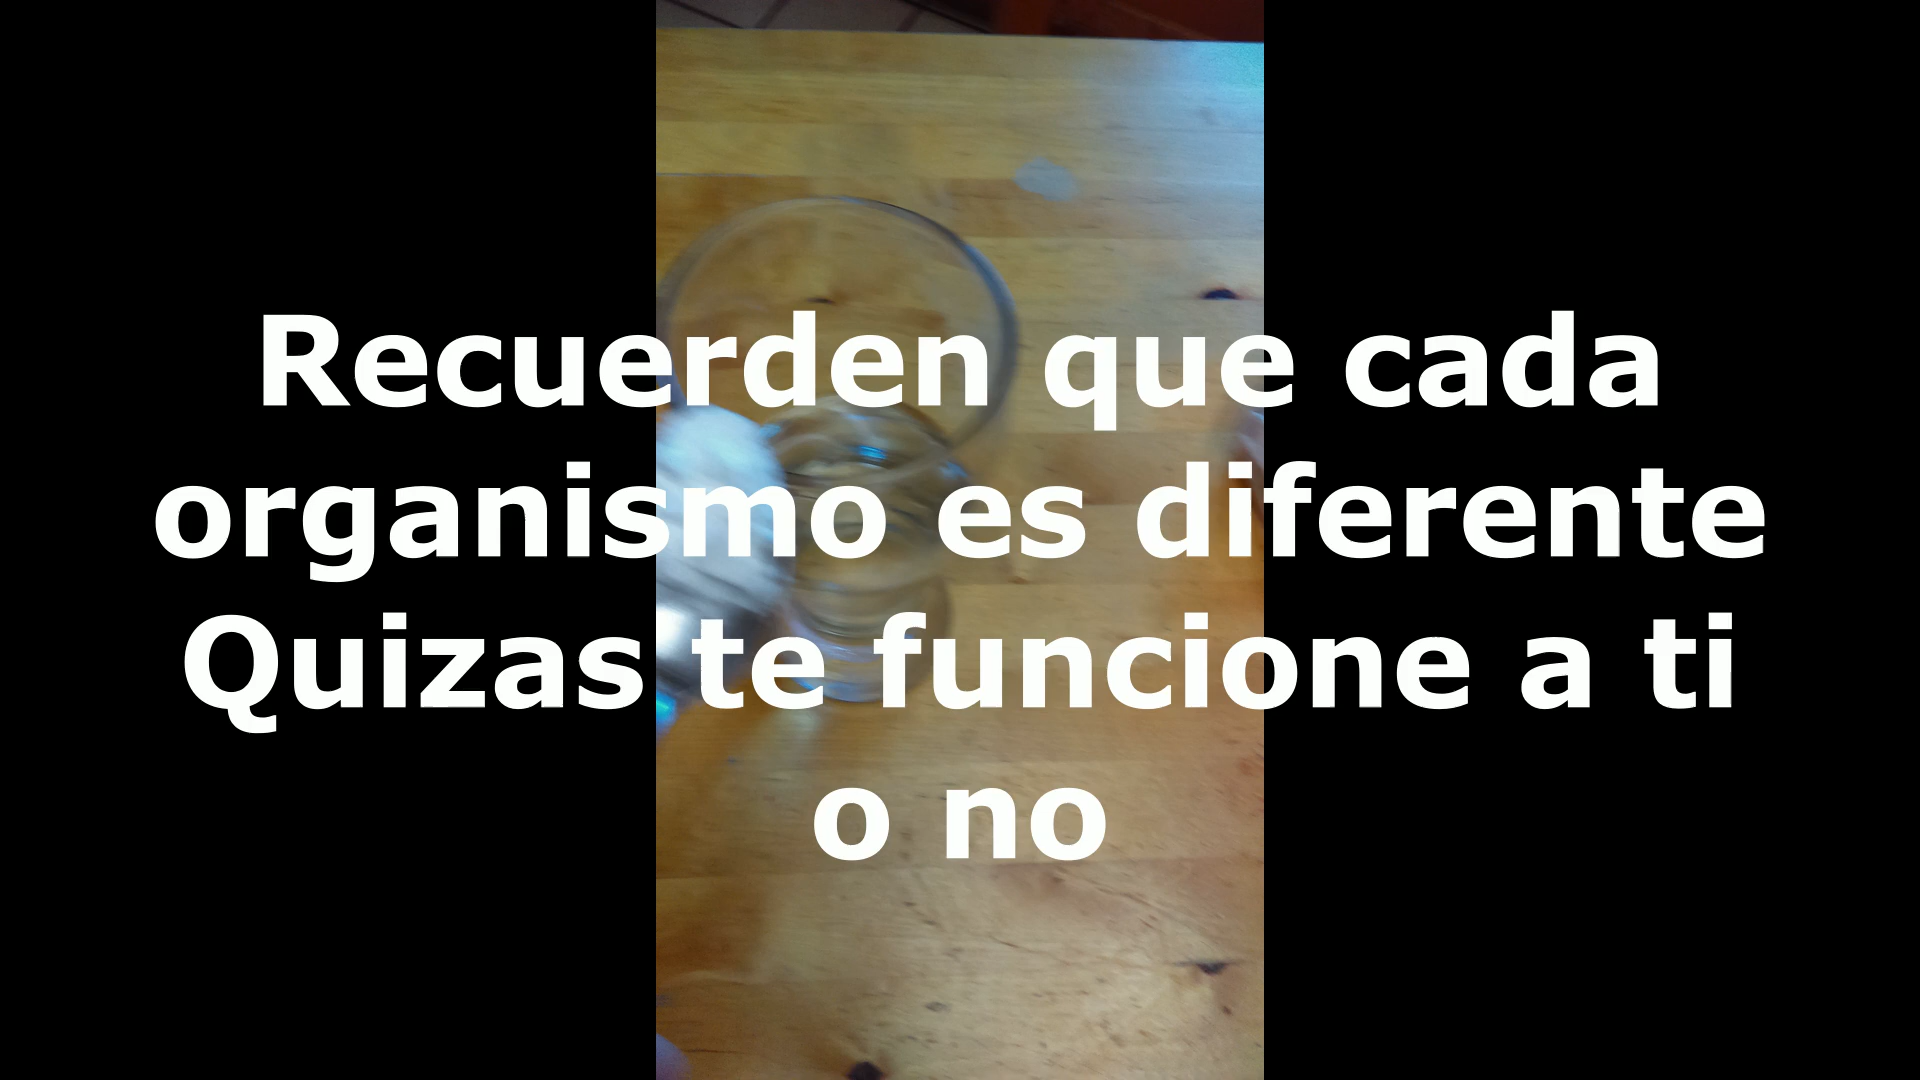 Recuerden que cada
organismo es diferente
Quizas te funcione a ti
o no